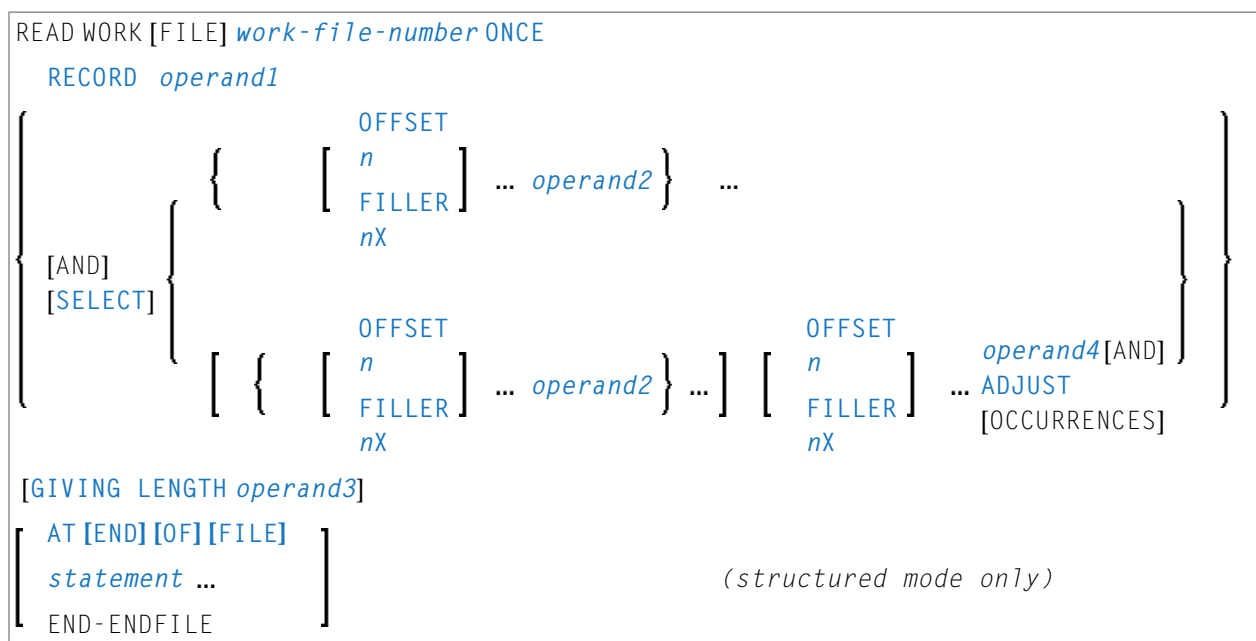 READ WORK [FILE] work-file-number ONCE
RECORD operand1
OFFSET
n
FILLER
nX
... operand2 ...
[AND]
[SELECT]
OFFSET
n
FILLER
nX
... operand2 ...
OFFSET
n
FILLER
nX
... operand4 [AND]
ADJUST
[OCCURRENCES]
[GIVING LENGTH operand3]
AT [END] [OF] [FILE]
statement ...
(structured mode only)
END-ENDFILE